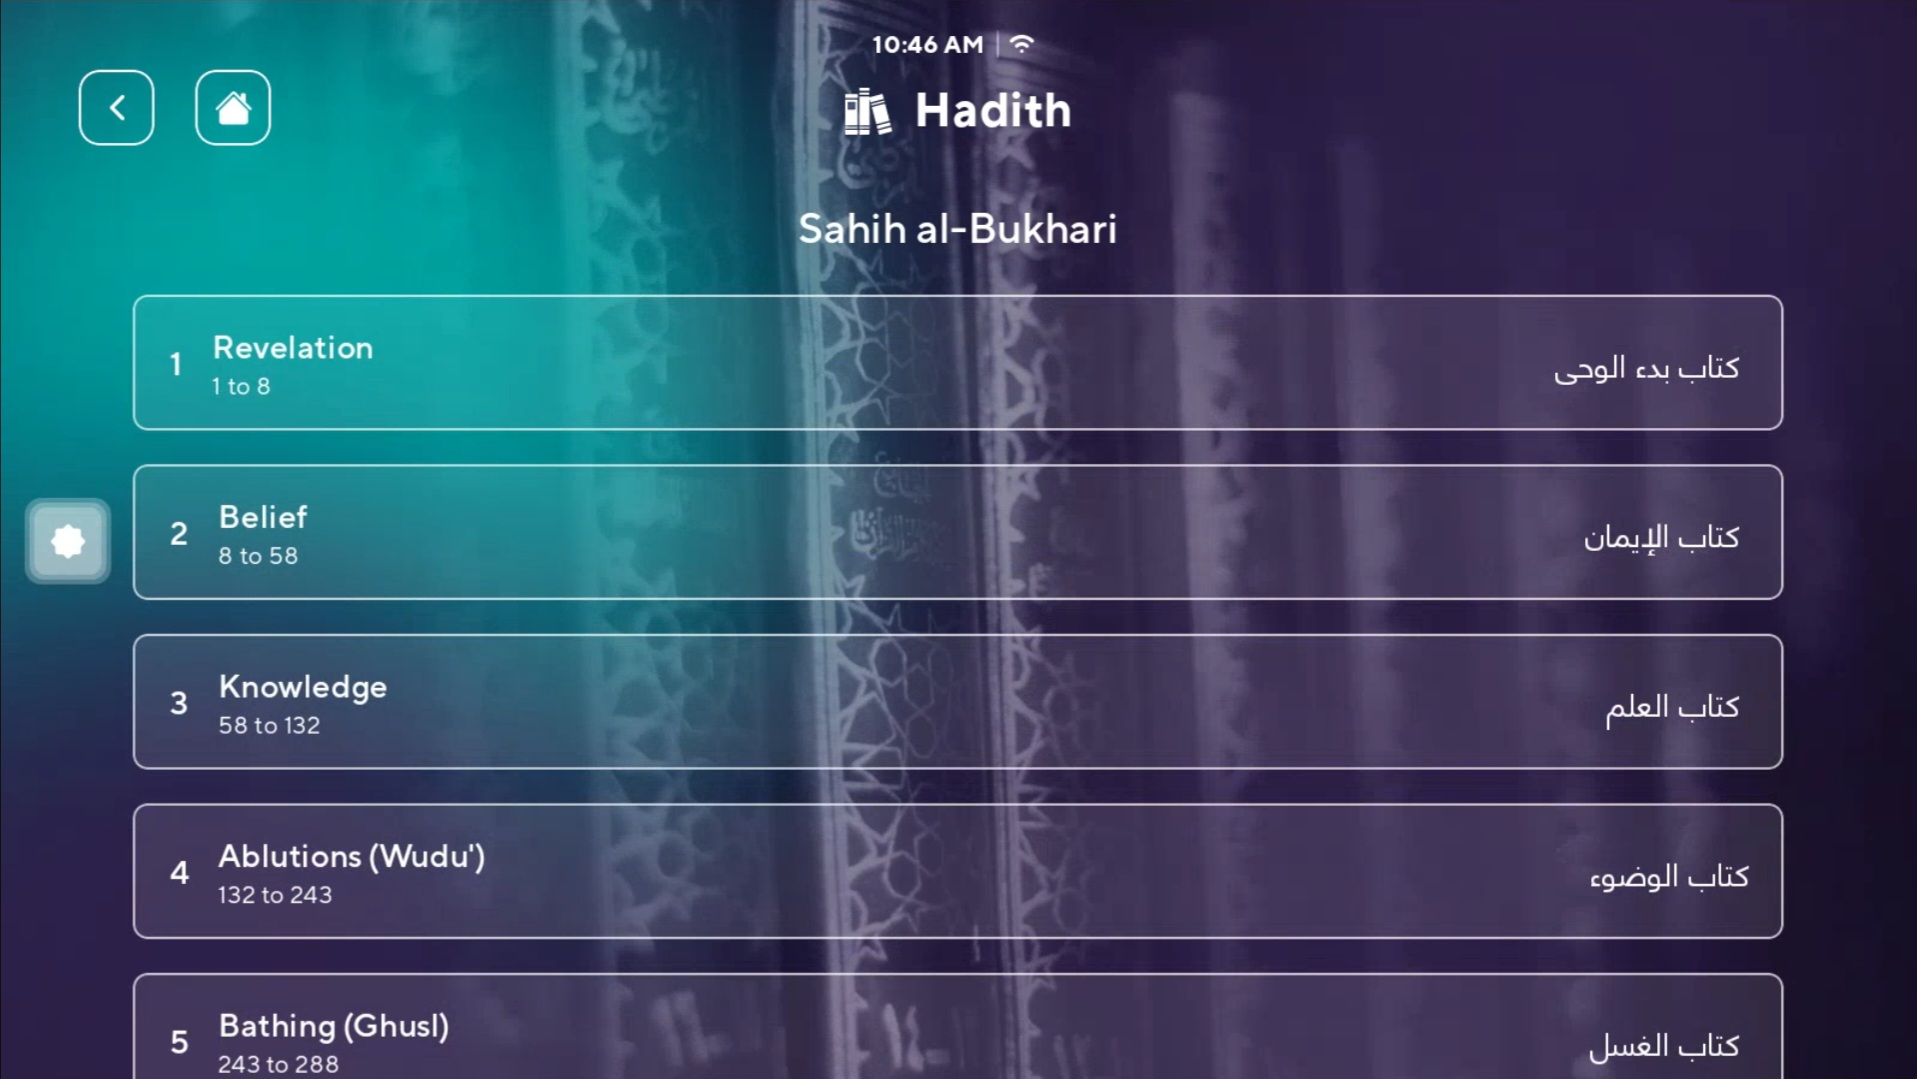 10:46 AM
Hadith
Sahih al-Bukhari
1
Revelation
1 to 8
كتاب بدء الوحى
2
Belief
8 to 58
كتاب الإيمان
3
Knowledge
58 to 132
كتاب العلم
4
Ablutions (Wudu')
132 to 243
كتاب الوضوء
5
Bathing (Ghusl)
243 to 288
كتاب الغسل